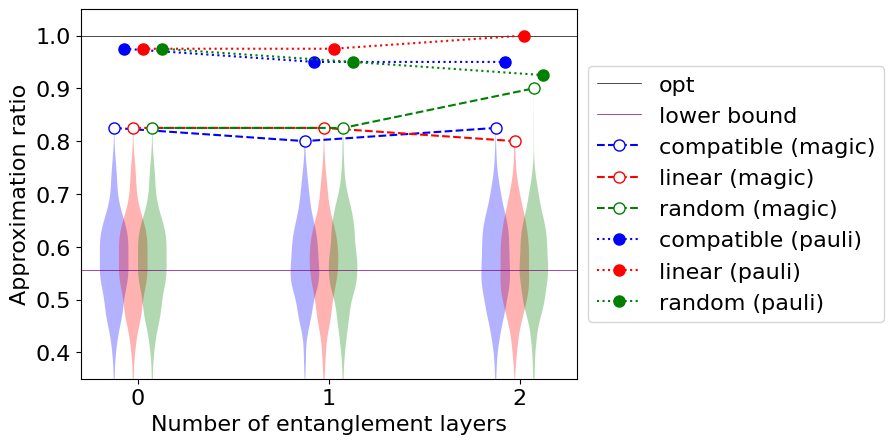 Approximation ratio
1.0
0.9
0.8
0.7
0.6
0.5
0.4
0
1
2
Number of entanglement layers
opt
lower bound
compatible (magic)
linear (magic)
random (magic)
compatible (pauli)
linear (pauli)
random (pauli)